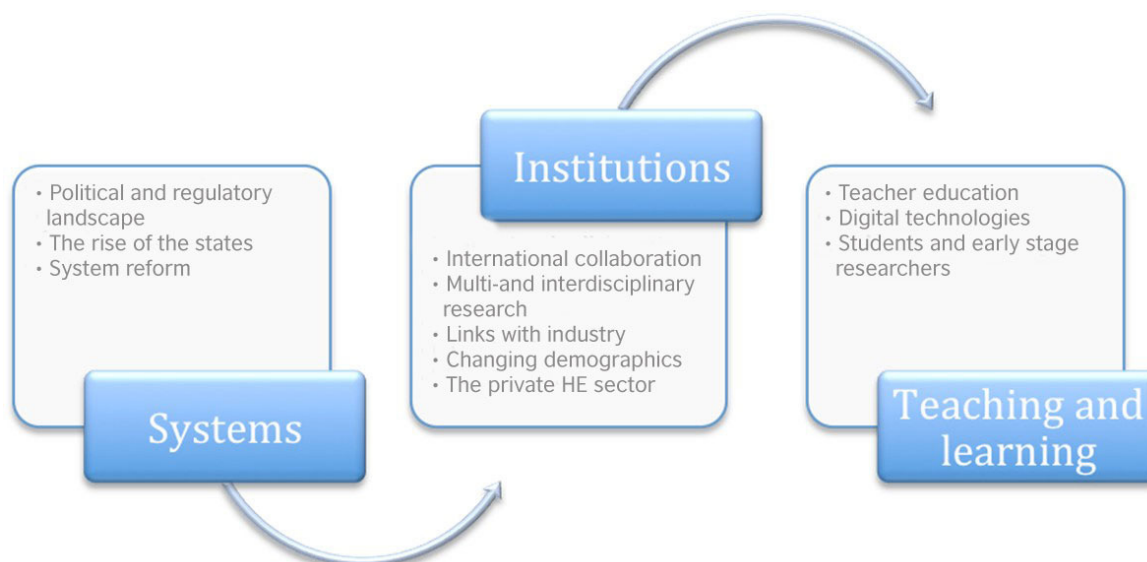 • Political and regulatory
landscape
• The rise of the states
• System reform
Systems
Institutions
• International collaboration
• Multi-and interdisciplinary
research
• Links with industry
• Changing demographics
• The private HE sector
• Teacher education
• Digital technologies
• Students and early stage
researchers
Teaching and
learning